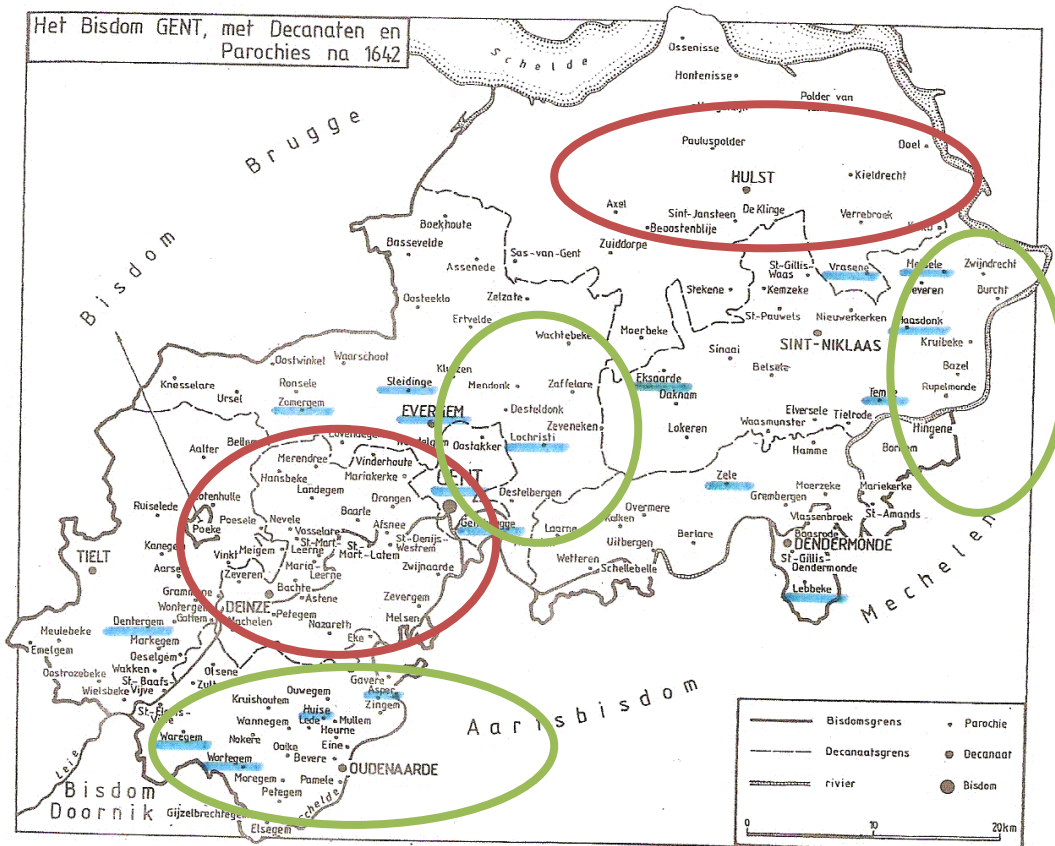 Het Bisdom GENT, met Decanaten en
Parochies na 1642
Schelde
Ossenisse
Hontenisse
Polder van
Pauluspolder
Doel
HULST
Kieldrecht
Axel
Sint-Jansteen
De Klinge
Verrebroek
Beoostenblije
Zuiddorpe
Bisdom Brugge
Boekhoute
Bassevelde
Sas-van-Gent
Assenede
Oosteeklo
Zelzate
Ertvelde
St-Gillis-
Waas
Vrasene
Melsele
Zwijndrecht
Stekene
Kemzeke
Beveren
Burcht
St-Pauwels
Nieuwerkerken
Haasdonk
Moerbeke
Wachtebeke
SINT-NIKLAAS
Kruibeke
Sinaai
Belsele
Bazel
Rupelmonde
Oostwinkel
Waarschoot
Kluizen
Mendonk
Zaffelare
Eksaarde
Daknam
Knesselare
Ursel
Ronsele
Zomergem
Sleidinge
EVERGEM
Desteldonk
Zeveneken
Oostakker
Lochristi
Lokeren
Waasmunster
Elversele
Tielrode
Hamme
Hingene
Bornem
Aalter
Merendree
Vinderhoute
Hansbeke
Mariakerke
Landegem
Drongen
GENT
Destelbergen
Zele
Moerzeke
Mariekerke
Grembergen
St-Amands
Ruiselede
Poeke
Poesele
Nevele
Baarle
Vosselare
Afsnee
St-Mart-
Leerne
St-
Mart-Latem
St-Denijs-
Westrem
Laarne
Overmere
Kalken
Uitbergen
Berlare
Vlassenbroek
Baasrode
DENDERMONDE
St-Gillis-
Dendermonde
Lebbeke
Kanegem
Vinkt
Meigem
Maria-
Leerne
Zwijnaarde
Wetteren
Schellebelle
TIELT
Zeveren
Bachte
Astene
DEINZE
Petegem
Zevergem
Melsen
Nazareth
Eke
Machelen
Mechelen
Meulebeke
Emelgem
Dentergem
Markegem
Oeselgem
Wakken
Oostrozebeke
St-Baafs-
Vijve
Wielsbeke
Olsene
Gavere
Asper
Zingem
Ouwegem
Kruishoutem
Huise
Mullem
Wannegem
Lede
Heurne
Waregem
Nokere
Ooike
Eine
Bevere
Wortegem
OUDENAARDE
Moregem
Pamele
Petegem
Schelde
Gijzelbrechtegem
Elsegem
Leie
Bisdom
Doornik
Aartsbisdom
Bisdomsgrens
Parochie
Decanaatsgrens
Decanaat
rivier
Bisdom
0 10 20km